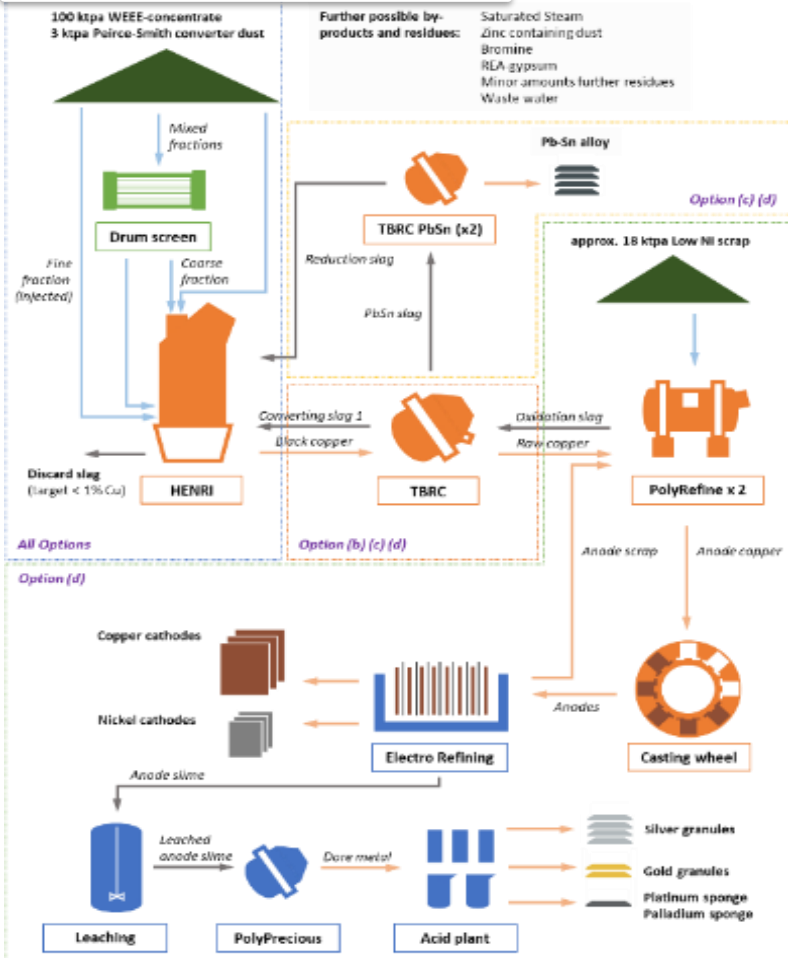 100 ktpa WEEE-concentrate
3 ktpa Peirce-Smith converter dust
Further possible by-
products and residues:
Saturated Steam
Zinc containing dust
Bromine
REA-gypsum
Minor amounts further residues
Waste water
Mixed
fractions
Drum screen
Fine
fraction
(injected)
Coarse
fraction
Pb-Sn alloy
TBRC PbSn (x2)
Option (c) (d)
Reduction slag
PbSn slag
approx. 18 ktpa Low Ni scrap
Converting slag 1
Black copper
Oxidation slag
Raw copper
Discard slag
(target < 1% Cu)
HENRI
TBRC
PolyRefine x 2
All Options
Option (b) (c) (d)
Option (d)
Anode scrap
Anode copper
Copper cathodes
Nickel cathodes
Anodes
Electro Refining
Casting wheel
Anode slime
Leached
anode slime
Dore metal
Silver granules
Gold granules
Platinum sponge
Palladium sponge
Leaching
PolyPrecious
Acid plant